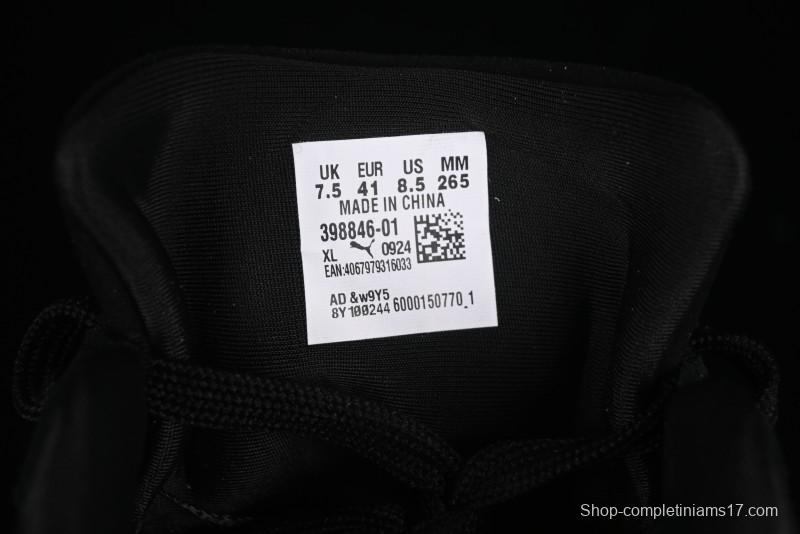 UK EUR US MM
7.5 41 8.5 265
MADE IN CHINA
398846-01
XL 0924
EAN:4067979316033
AD &w9Y5
8Y100244 6000150770_1
Shop-completiniams17.com